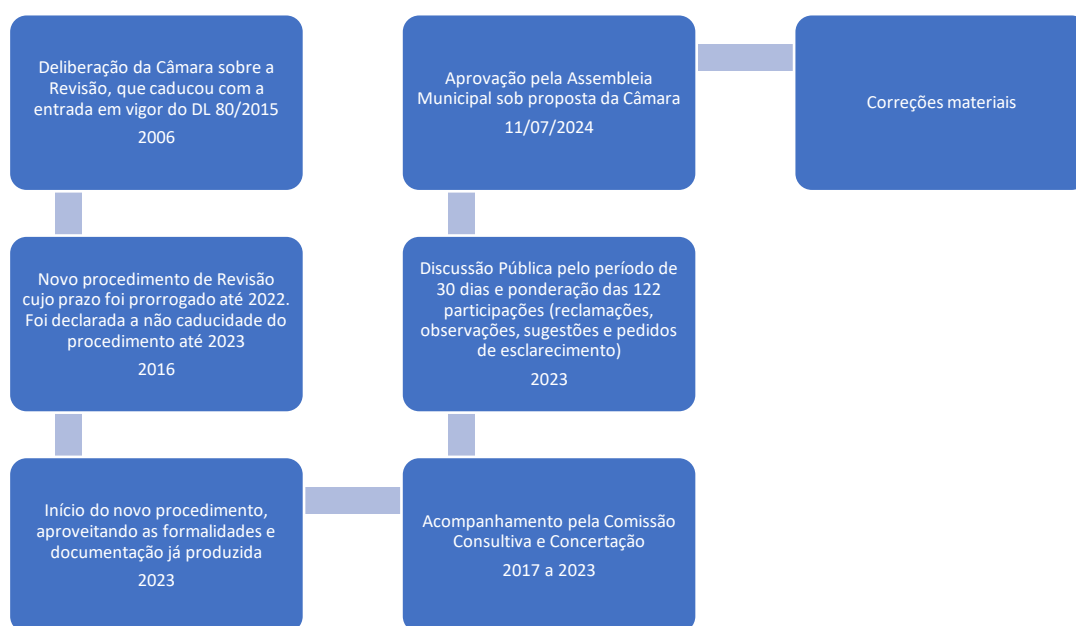 Deliberação da Câmara sobre a
Revisão, que caducou com a
entrada em vigor do DL 80/2015
2006
Novo procedimento de Revisão
cujo prazo foi prorrogado até 2022.
Foi declarada a não caducidade do
procedimento até 2023
2016
Início do novo procedimento,
aproveitando as formalidades e
documentação já produzida
2023
Acompanhamento pela Comissão
Consultiva e Concertação
2017 a 2023
Discussão Pública pelo período de
30 dias e ponderação das 122
participações (reclamações,
observações, sugestões e pedidos
de esclarecimento)
2023
Aprovação pela Assembleia
Municipal sob proposta da Câmara
11/07/2024
Correções materiais